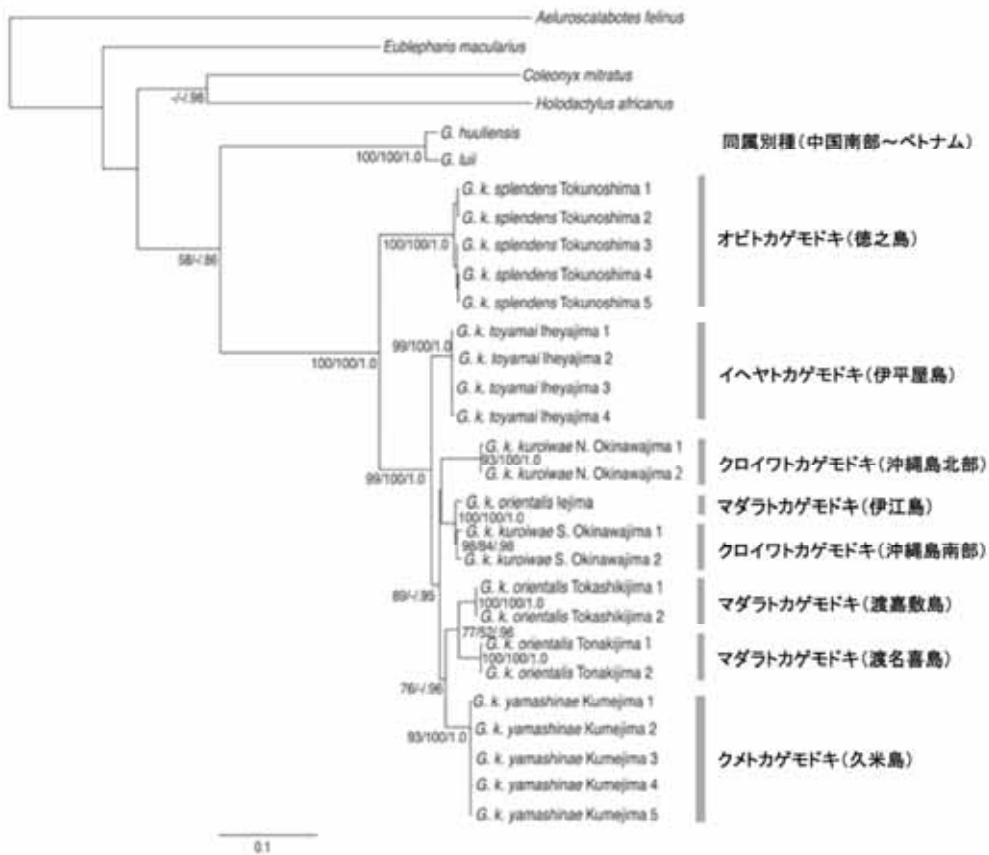 Aeluroscalabotes felinus
Eublepharis macularius
Coleonyx mitratus
-/-/.98
Holodactylus africanus
G. huuliensis
同属別種(中国南部~ベトナム)
100/100/1.0
G. luii
G. k. splendens Tokunoshima 1
G. k. splendens Tokunoshima 2
100/100/1.0
G. k. splendens Tokunoshima 3
オビトカゲモドキ(徳之島)
58/-/.86
G. k. splendens Tokunoshima 4
G. k. splendens Tokunoshima 5
G. k. toyamai Iheyajima 1
99/100/1.0
100/100/1.0
G. k. toyamai Iheyajima 2
イヘヤトカゲモドキ(伊平屋島)
G. k. toyamai Iheyajima 3
G. k. toyamai Iheyajima 4
G. k. kuroiwae N. Okinawajima 1
93/100/1.0
クロイワトカゲモドキ(沖縄島北部)
G. k. kuroiwae N. Okinawajima 2
99/100/1.0
G. k. orientalis Iejima
マダラトカゲモドキ(伊江島)
100/100/1.0
G. k. kuroiwae S. Okinawajima 1
98/84/.98
クロイワトカゲモドキ(沖縄島南部)
G. k. kuroiwae S. Okinawajima 2
G. k. orientalis Tokashikijima 1
89/-/.95
100/100/1.0
マダラトカゲモドキ(渡嘉敷島)
G. k. orientalis Tokashikijima 2
77/52/.96
G. k. orientalis Tonakijima 1
100/100/1.0
マダラトカゲモドキ(渡名喜島)
G. k. orientalis Tonakijima 2
76/-/.96
G. k. yamashinae Kumejima 1
G. k. yamashinae Kumejima 2
93/100/1.0
G. k. yamashinae Kumejima 3
クメトカゲモドキ(久米島)
G. k. yamashinae Kumejima 4
G. k. yamashinae Kumejima 5
0.1